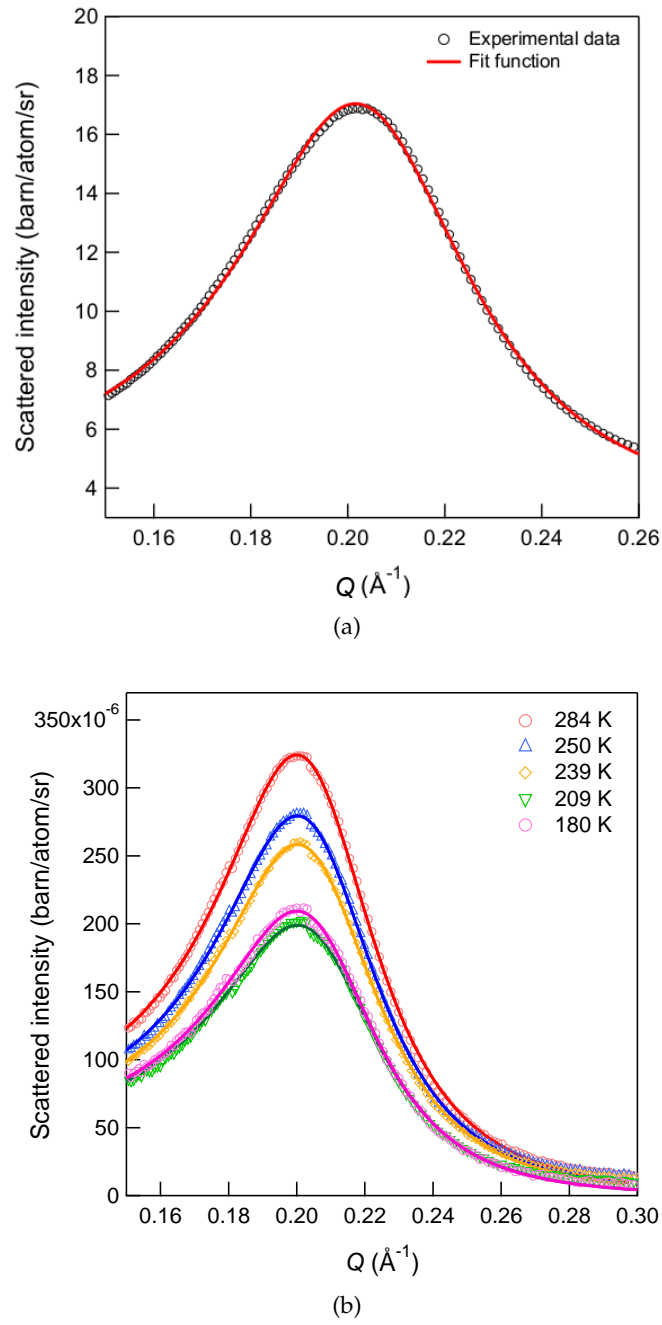 20
18
16
14
12
10
8
6
4
Scattered intensity (barn/atom/sr)
Experimental data
Fit function
0.16 0.18 0.20 0.22 0.24 0.26
Q (Å⁻¹)
(a)
350x10⁻⁶
300
250
200
150
100
50
0
Scattered intensity (barn/atom/sr)
284 K
250 K
239 K
209 K
180 K
0.16 0.18 0.20 0.22 0.24 0.26 0.28 0.30
Q (Å⁻¹)
(b)